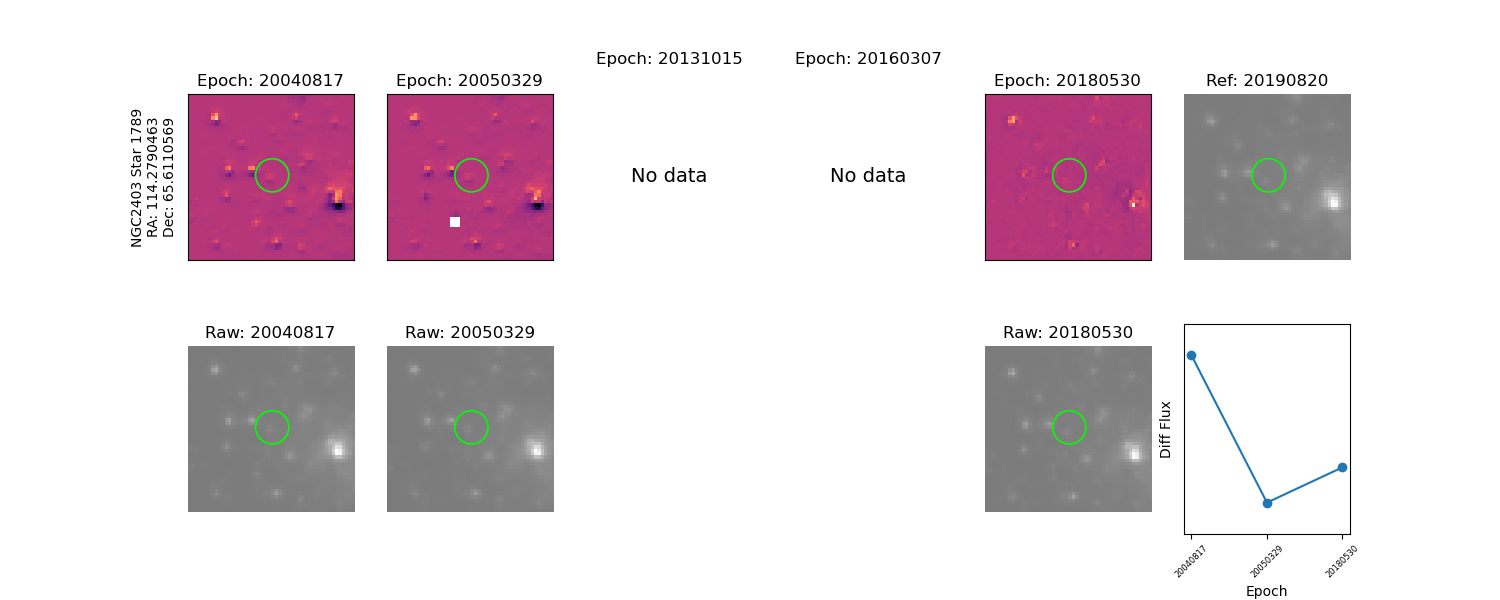 Epoch: 20040817
Epoch: 20050329
Epoch: 20131015
Epoch: 20160307
Epoch: 20180530
Ref: 20190820
NGC2403 Star 1789
RA: 114.2790463
Dec: 65.6110569
No data
No data
Raw: 20040817
Raw: 20050329
Raw: 20180530
Diff Flux
20040817
20050329
20180530
Epoch